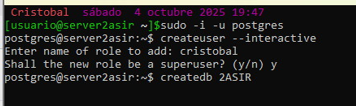 Cristobal sábado 4 octubre 2025 19:47
[usuario@server2asir ~]$sudo -i -u postgres
postgres@server2asir:~$ createuser --interactive
Enter name of role to add: cristobal
Shall the new role be a superuser? (y/n) y
postgres@server2asir:~$ createdb 2ASIR